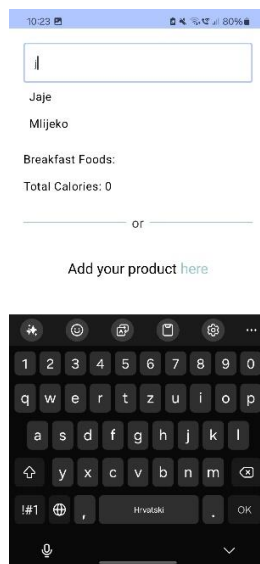 10:23 80%
j
Jaje
Mlijeko
Breakfast Foods:
Total Calories: 0
or
Add your product here
1 2 3 4 5 6 7 8 9 0
q w e r t z u i o p
a s d f g h j k l
y x c v b n m
!#1 , Hrvatski . OK